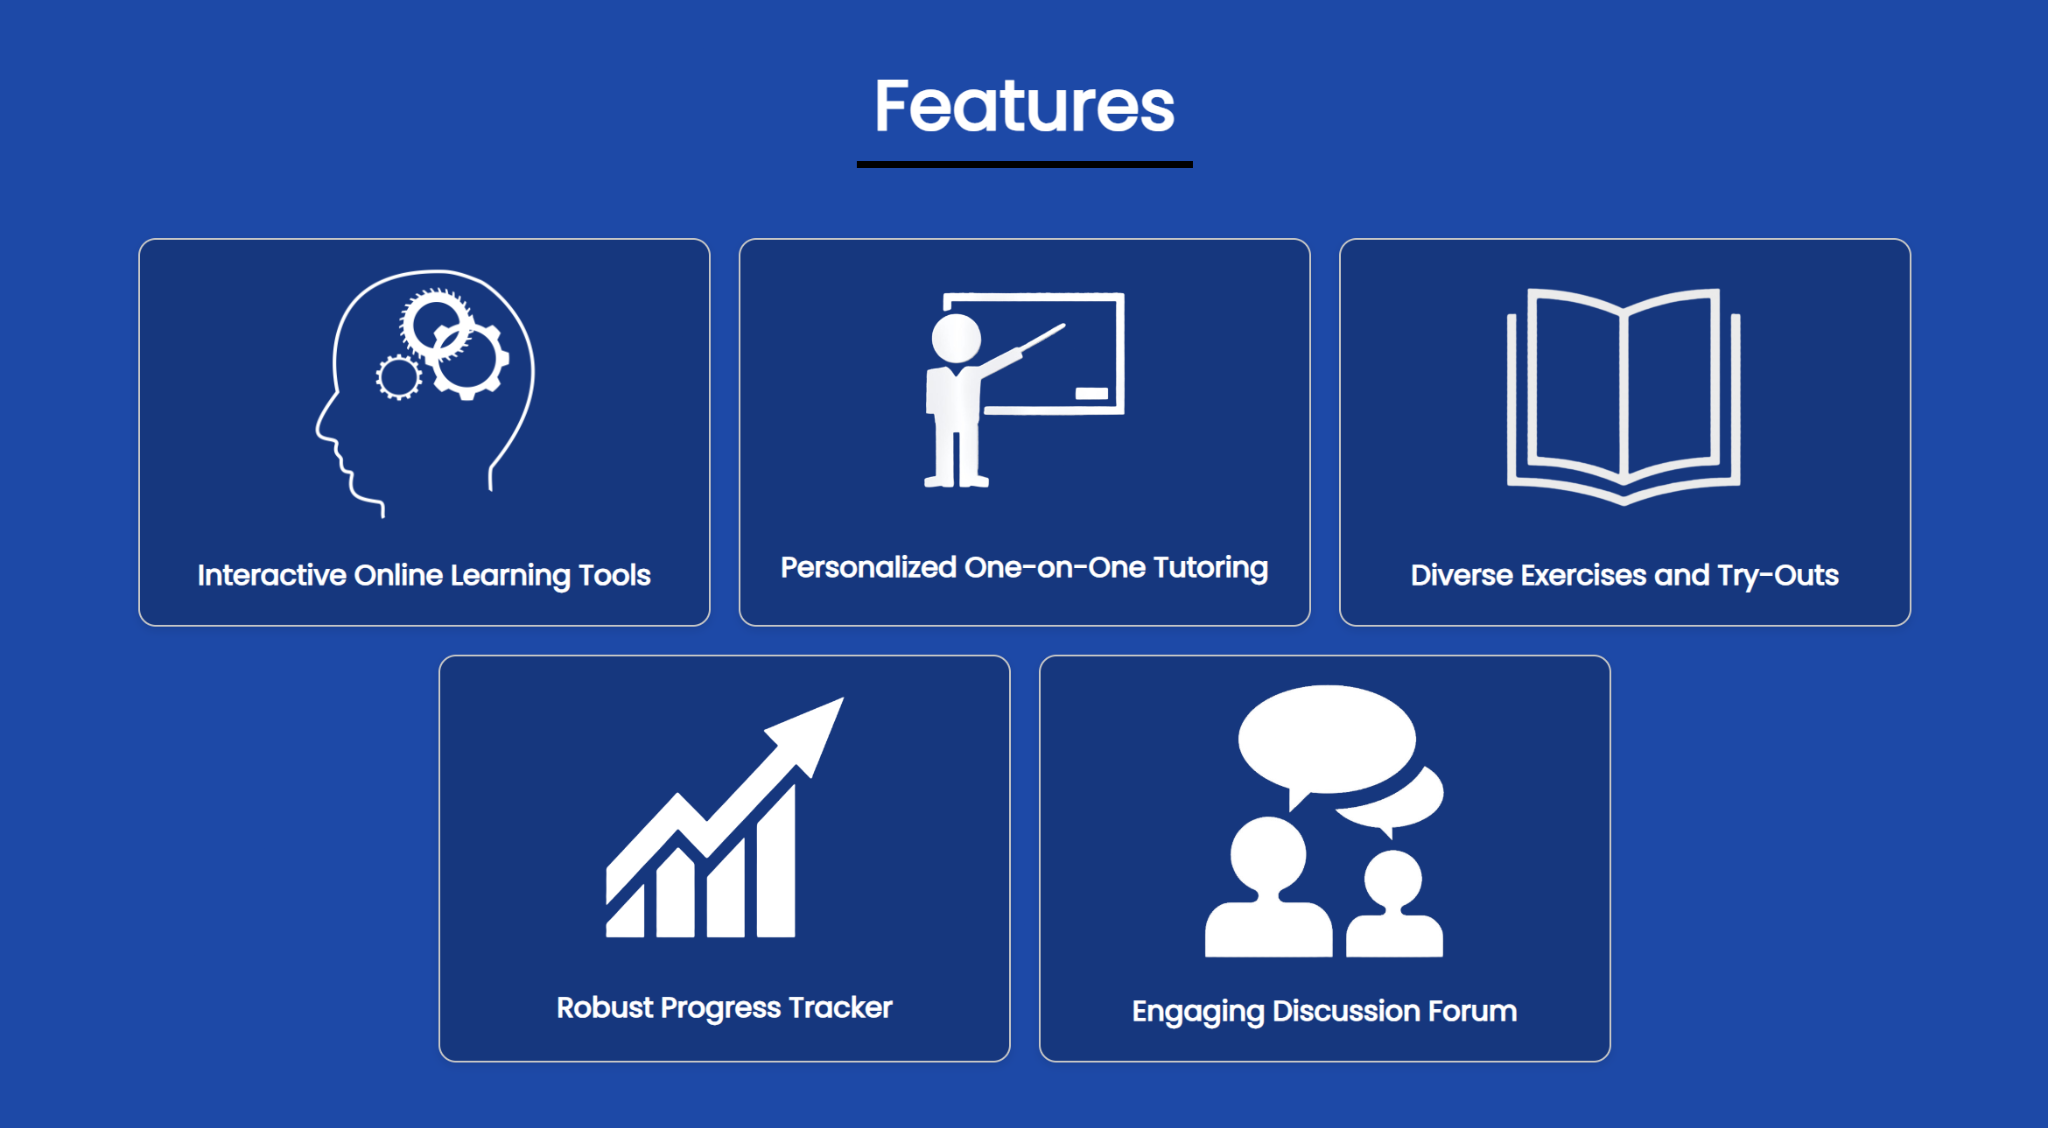 Features
Interactive Online Learning Tools
Personalized One-on-One Tutoring
Diverse Exercises and Try-Outs
Robust Progress Tracker
Engaging Discussion Forum